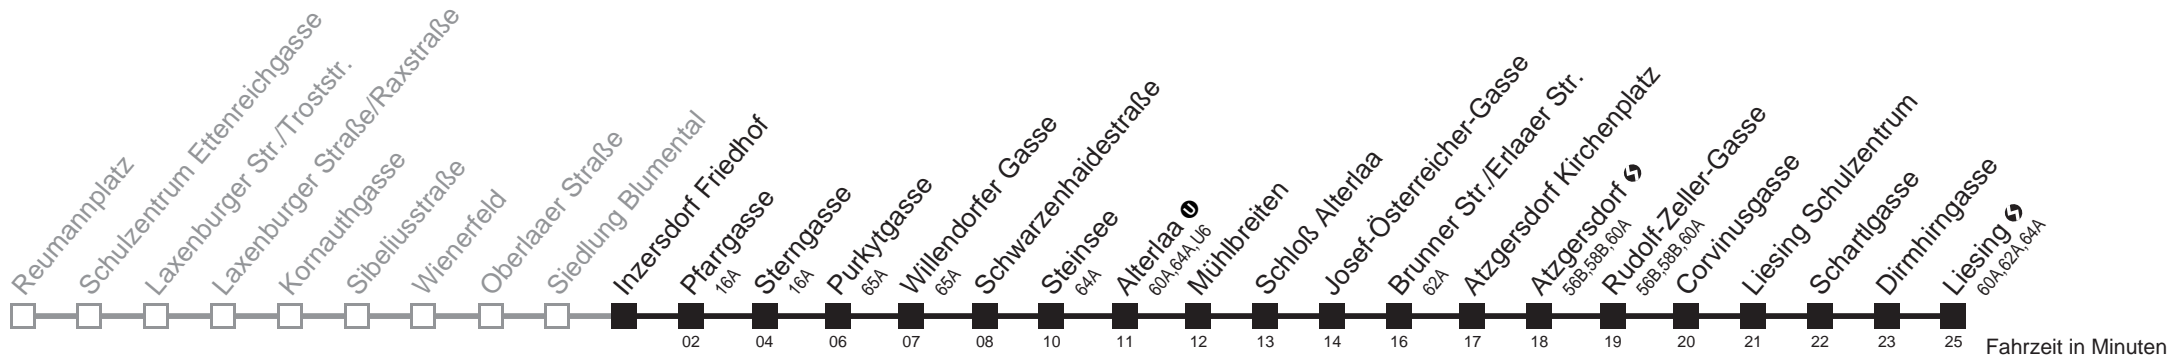 Reumannplatz
Schulzentrum Ettenreichgasse
Laxenburger Str./Troststr.
Laxenburger Straße/Raxstraße
Kornauthgasse
Sibeliusstraße
Wienerfeld
Oberlaaer Straße
Siedlung Blumental
Inzersdorf Friedhof
Pfarrgasse
16A
Sterngasse
16A
Purkytgasse
65A
Willendorfer Gasse
65A
Schwarzenhaidestraße
Steinsee
64A
Alterlaa U
60A,64A,U6
Mühlbreiten
Schloß Alterlaa
Josef-Österreicher-Gasse
Brunner Str./Erlaaer Str.
62A
Atzgersdorf Kirchenplatz
Atzgersdorf
56B,58B,60A
Rudolf-Zeller-Gasse
56B,58B,60A
Corvinusgasse
Liesing Schulzentrum
Schartlgasse
Dirmhirngasse
Liesing
60A,62A,64A
02 04 06 07 08 10 11 12 13 14 16 17 18 19 20 21 22 23 25 Fahrzeit in Minuten